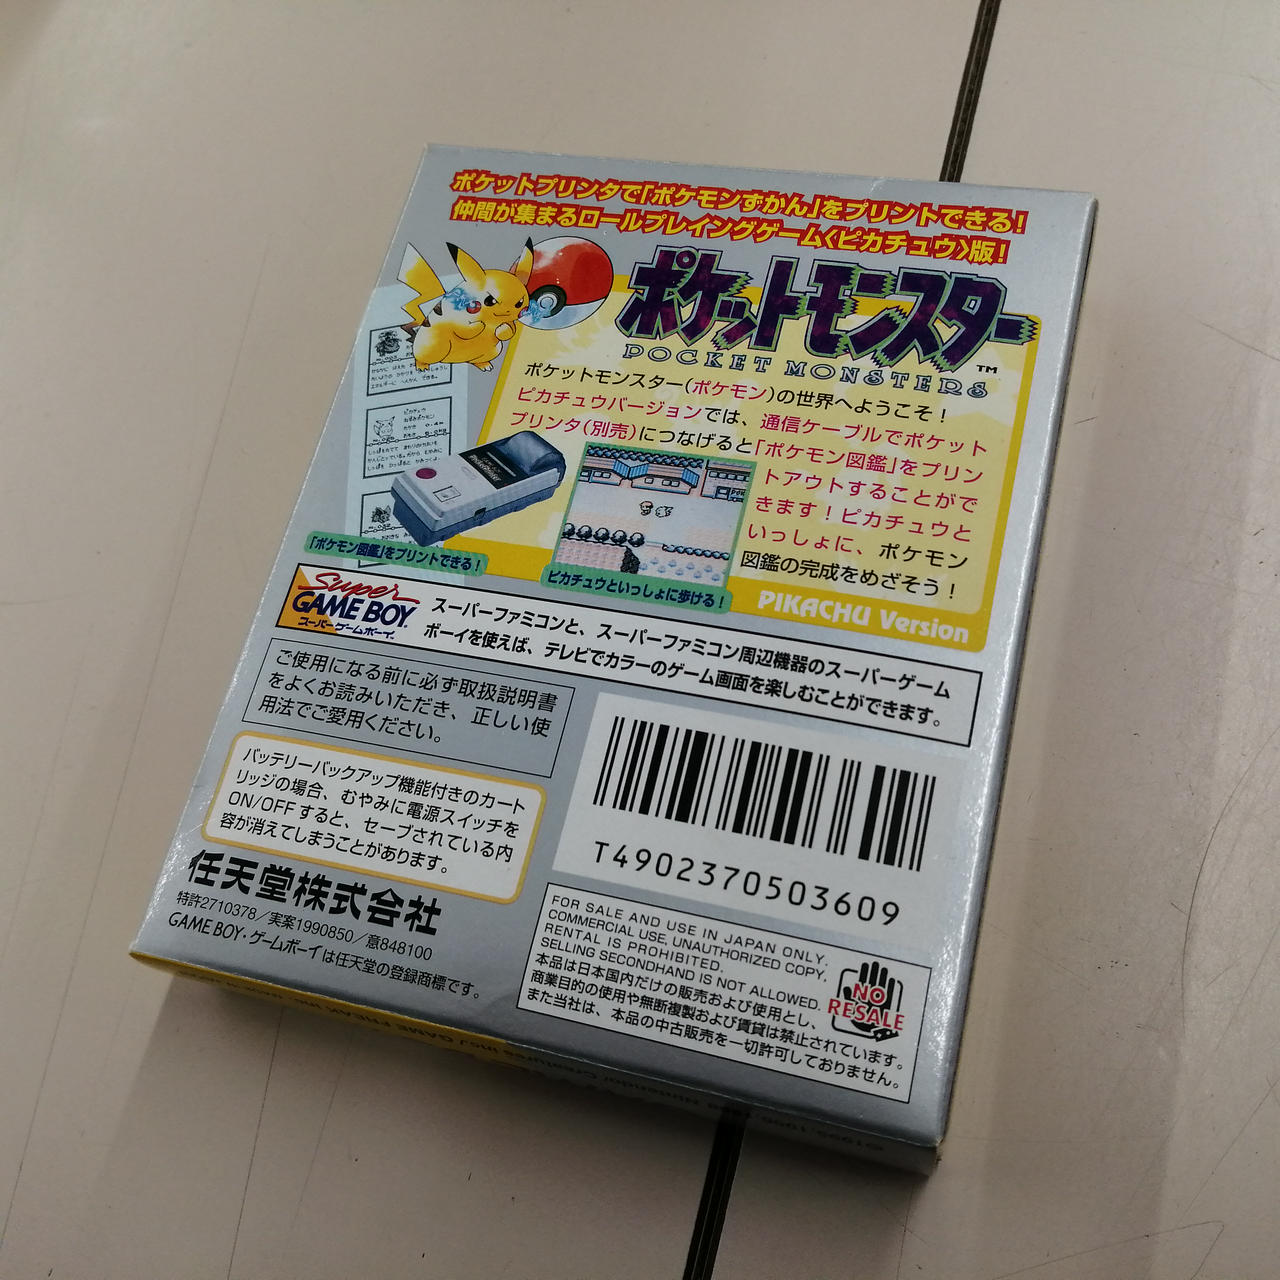 ポケットプリンタで「ポケモンずかん」をプリントできる!
仲間が集まるロールプレイングゲーム〈ピカチュウ〉版!
ポケットモンスター
POCKET MONSTERS
TM
ポケットモンスター(ポケモン)の世界へようこそ!
ピカチュウバージョンでは、通信ケーブルでポケット
プリンタ(別売)につなげると「ポケモン図鑑」をプリン
トアウトすることがで
きます!ピカチュウと
いっしょに、ポケモン
図鑑の完成をめざそう!
「ポケモン図鑑」をプリントできる!
ピカチュウといっしょに歩ける!
PIKACHU Version
Super
GAME BOY
スーパーゲームボーイ
スーパーファミコンと、スーパーファミコン周辺機器のスーパーゲーム
ボーイを使えば、テレビでカラーのゲーム画面を楽しむことができます。
ご使用になる前に必ず取扱説明書
をよくお読みいただき、正しい使
用法でご愛用ください。
バッテリーバックアップ機能付きのカート
リッジの場合、むやみに電源スイッチを
ON/OFFすると、セーブされている内
容が消えてしまうことがあります。
T4902370503609
任天堂株式会社
特許2710378/実案1990850/意848100
GAME BOY・ゲームボーイは任天堂の登録商標です。
FOR SALE AND USE IN JAPAN ONLY.
COMMERCIAL USE, UNAUTHORIZED COPY,
RENTAL IS PROHIBITED.
SELLING SECONDHAND IS NOT ALLOWED.
本品は日本国内だけの販売および使用とし、
商業目的の使用や無断複製および賃貸は禁止されています。
また当社は、本品の中古販売を一切許可しておりません。
NO
RESALE